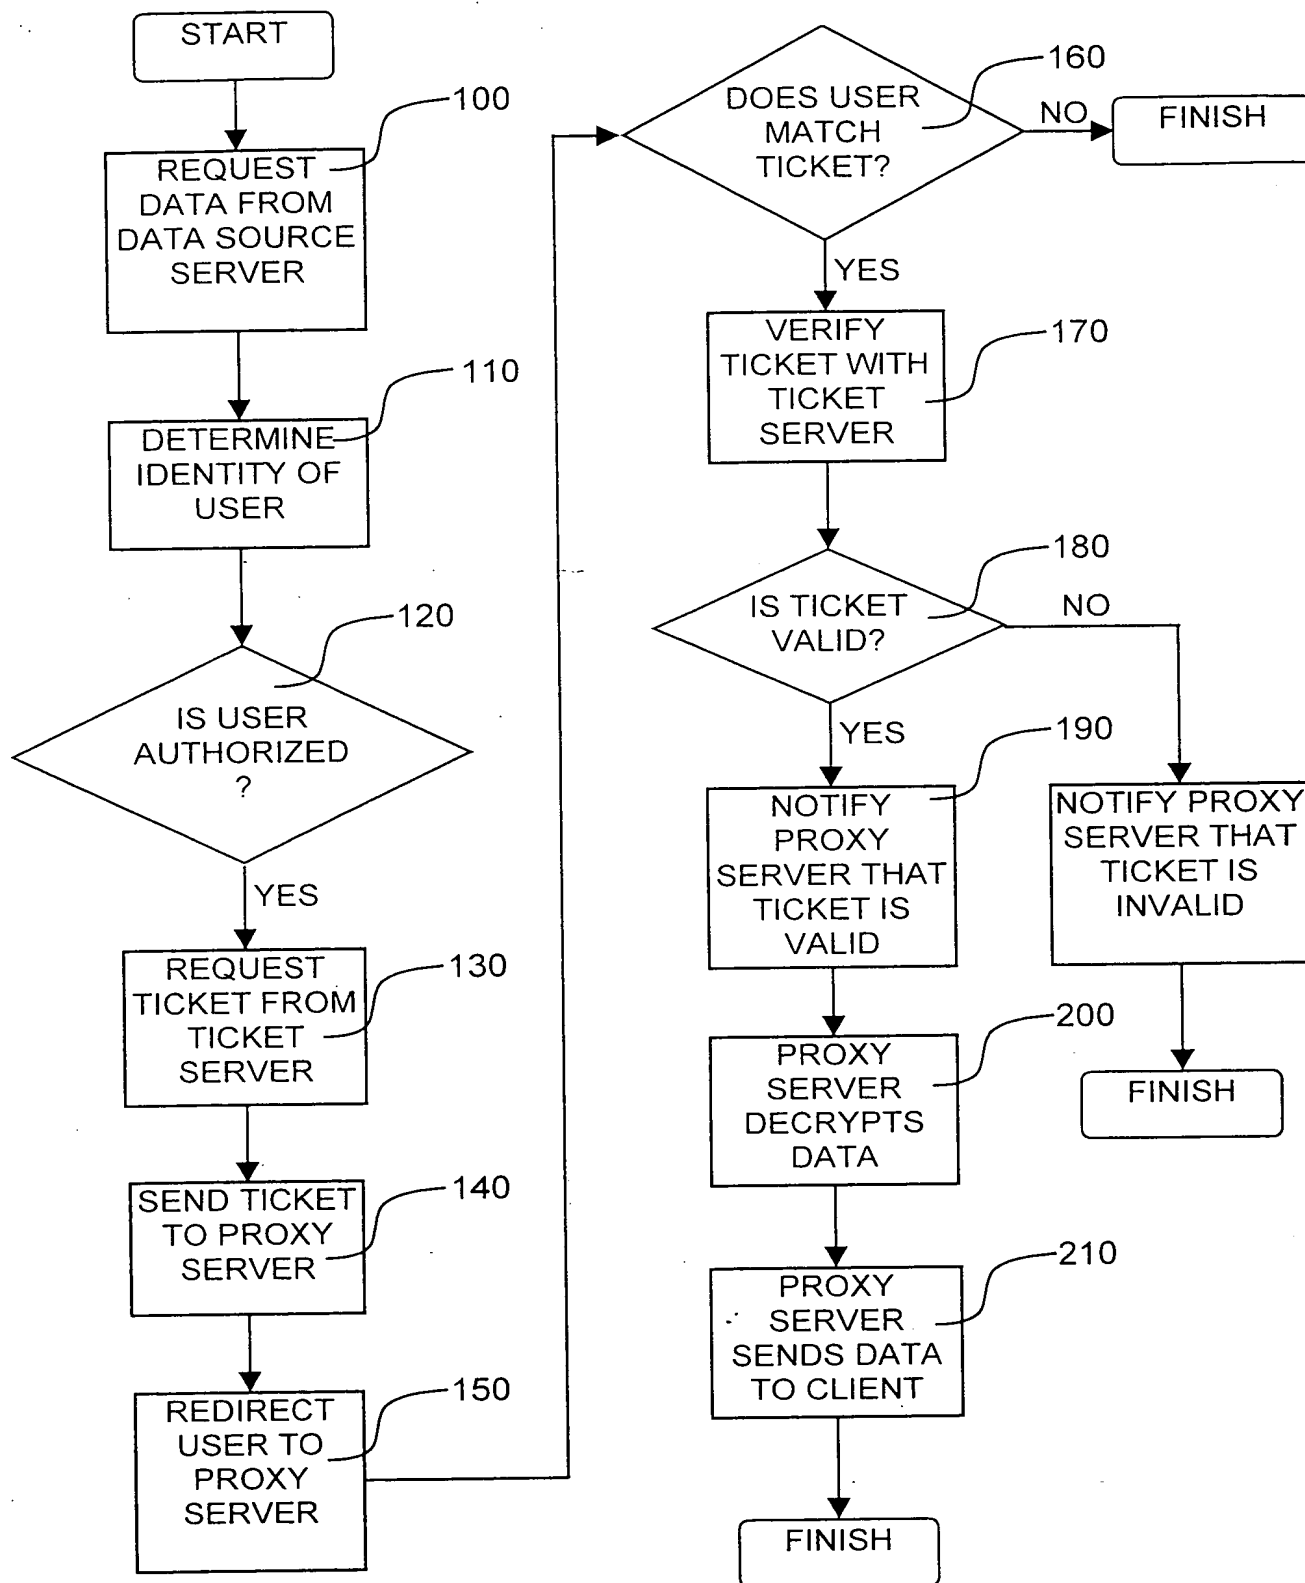 START
100
REQUEST
DATA FROM
DATA SOURCE
SERVER
110
DETERMINE
IDENTITY OF
USER
120
IS USER
AUTHORIZED
?
YES
130
REQUEST
TICKET FROM
TICKET
SERVER
140
SEND TICKET
TO PROXY
SERVER
150
REDIRECT
USER TO
PROXY
SERVER
160
DOES USER
MATCH
TICKET?
NO
FINISH
YES
170
VERIFY
TICKET WITH
TICKET
SERVER
180
IS TICKET
VALID?
NO
YES
190
NOTIFY
PROXY
SERVER THAT
TICKET IS
VALID
NOTIFY PROXY
SERVER THAT
TICKET IS
INVALID
200
PROXY
SERVER
DECRYPTS
DATA
FINISH
210
PROXY
SERVER
SENDS DATA
TO CLIENT
FINISH